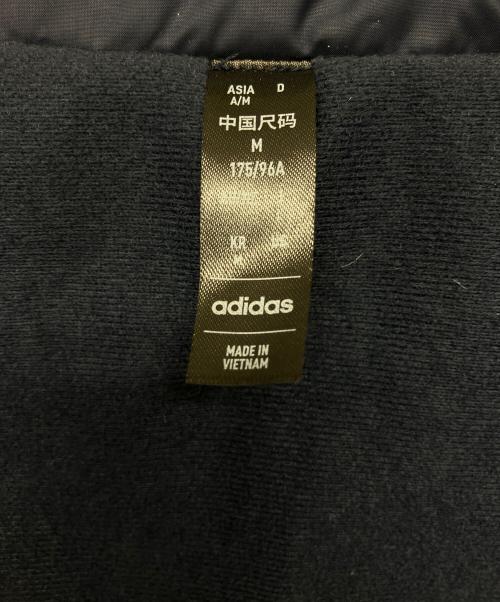 ASIA D
A/M
中国尺码
M
175/96A
KR
M
adidas
MADE IN
VIETNAM